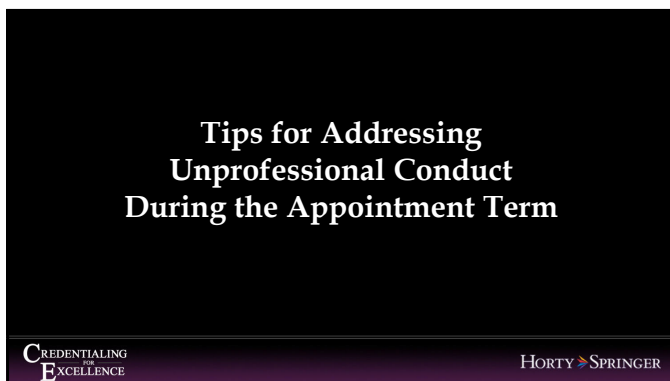 Tips for Addressing
Unprofessional Conduct
During the Appointment Term
CREDENTIALING
FOR
EXCELLENCE
HORTY SPRINGER